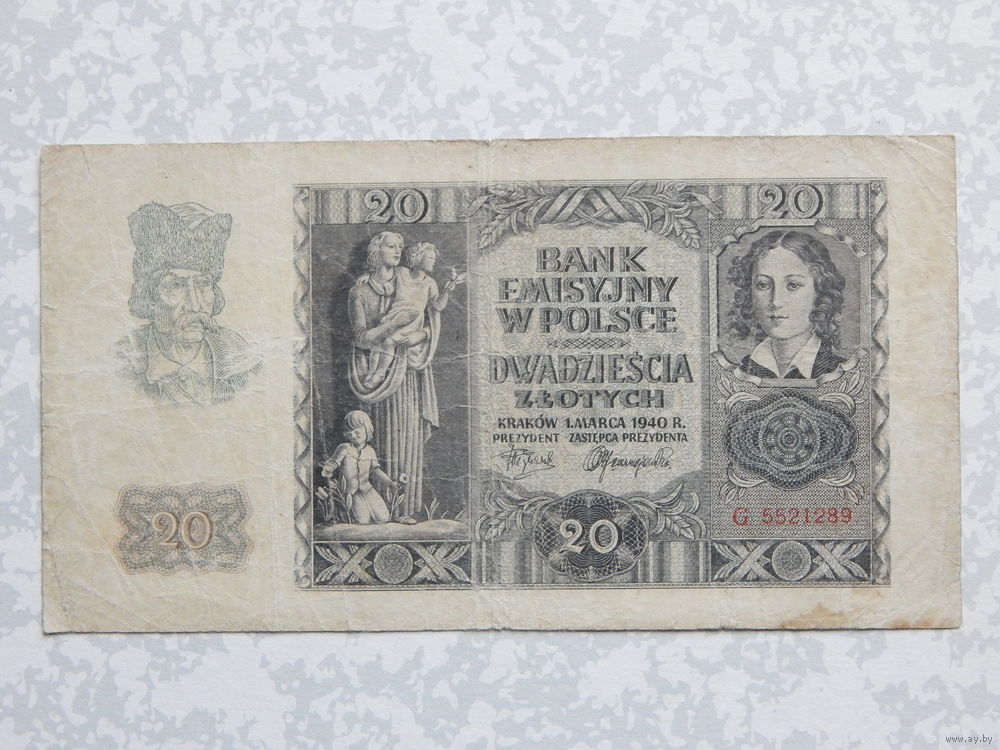 20
20
BANK
EMISYJNY
W POLSCE
DWADZIEŚCIA
ZŁOTYCH
KRAKÓW 1. MARCA 1940 R.
PREZYDENT ZASTĘPCA PREZYDENTA
20
20
G 5521289
www.ay.by